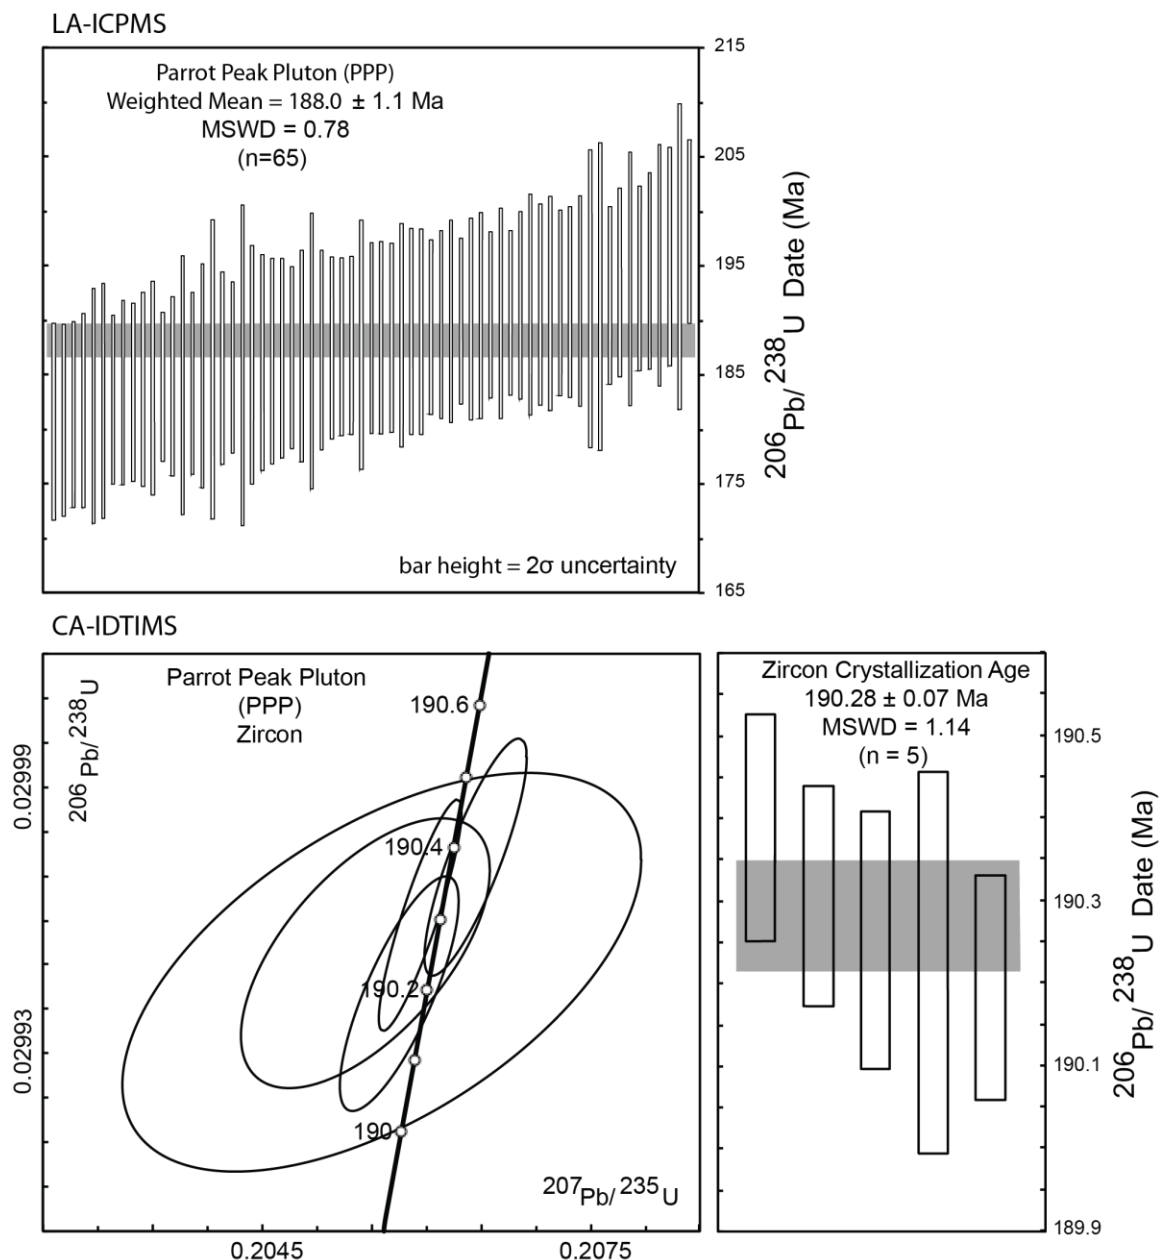 LA-ICPMS
Parrot Peak Pluton (PPP)
Weighted Mean = 188.0 ± 1.1 Ma
MSWD = 0.78
(n=65)
bar height = 2σ uncertainty
215
205
195
185
175
165
206Pb/238U Date (Ma)
CA-IDTIMS
Parrot Peak Pluton
(PPP)
Zircon
206Pb/238U
0.02999
0.02993
190.6
190.4
190.2
190
207Pb/235U
0.2045
0.2075
Zircon Crystallization Age
190.28 ± 0.07 Ma
MSWD = 1.14
(n = 5)
190.5
190.3
190.1
189.9
206Pb/238U Date (Ma)